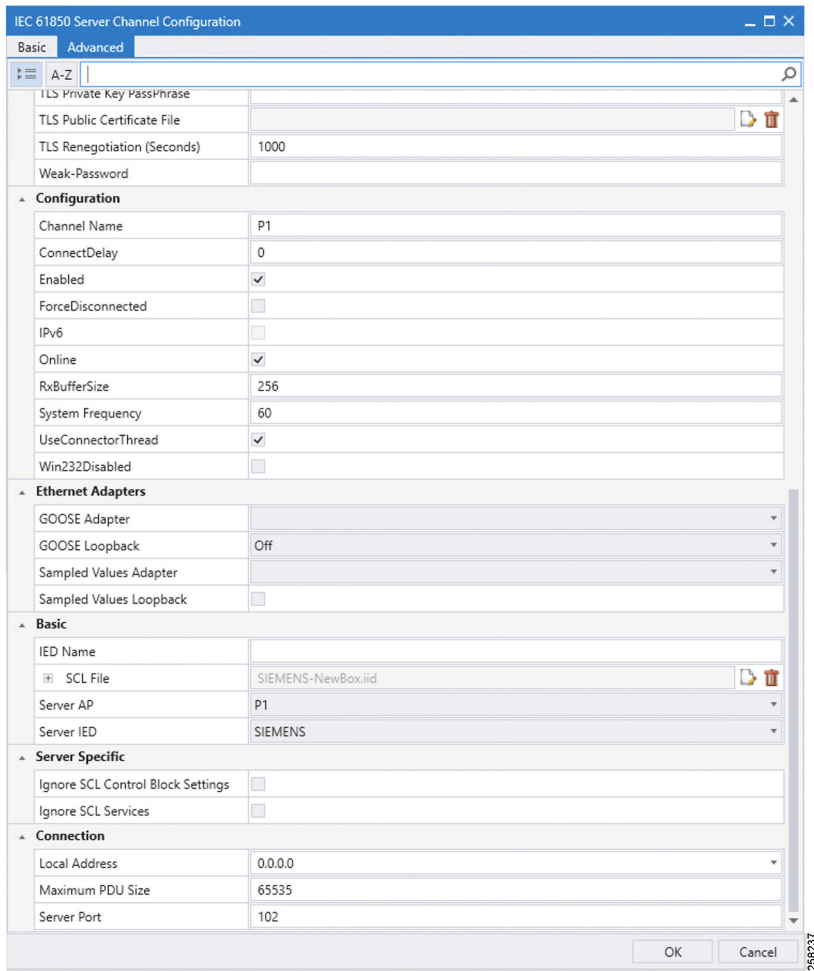 IEC 61850 Server Channel Configuration
Basic Advanced
A-Z
TLS Private Key PassPhrase
TLS Public Certificate File
TLS Renegotiation (Seconds) 1000
Weak-Password
Configuration
Channel Name P1
ConnectDelay 0
Enabled
ForceDisconnected
IPv6
Online
RxBufferSize 256
System Frequency 60
UseConnectorThread
Win232Disabled
Ethernet Adapters
GOOSE Adapter
GOOSE Loopback Off
Sampled Values Adapter
Sampled Values Loopback
Basic
IED Name
SCL File SIEMENS-NewBox.iid
Server AP P1
Server IED SIEMENS
Server Specific
Ignore SCL Control Block Settings
Ignore SCL Services
Connection
Local Address 0.0.0.0
Maximum PDU Size 65535
Server Port 102
OK Cancel
258237